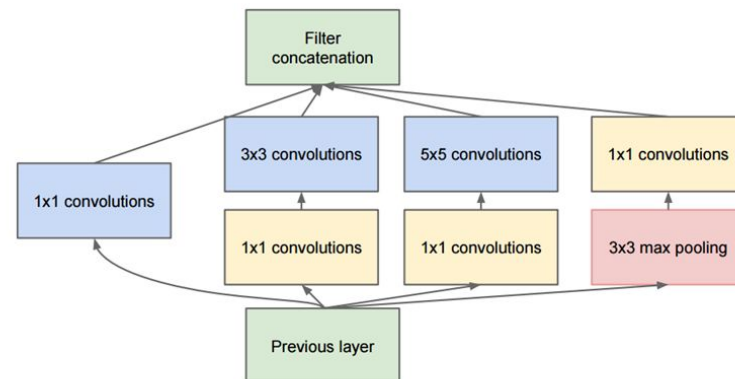 Filter
concatenation
3x3 convolutions
5x5 convolutions
1x1 convolutions
1x1 convolutions
1x1 convolutions
1x1 convolutions
3x3 max pooling
Previous layer